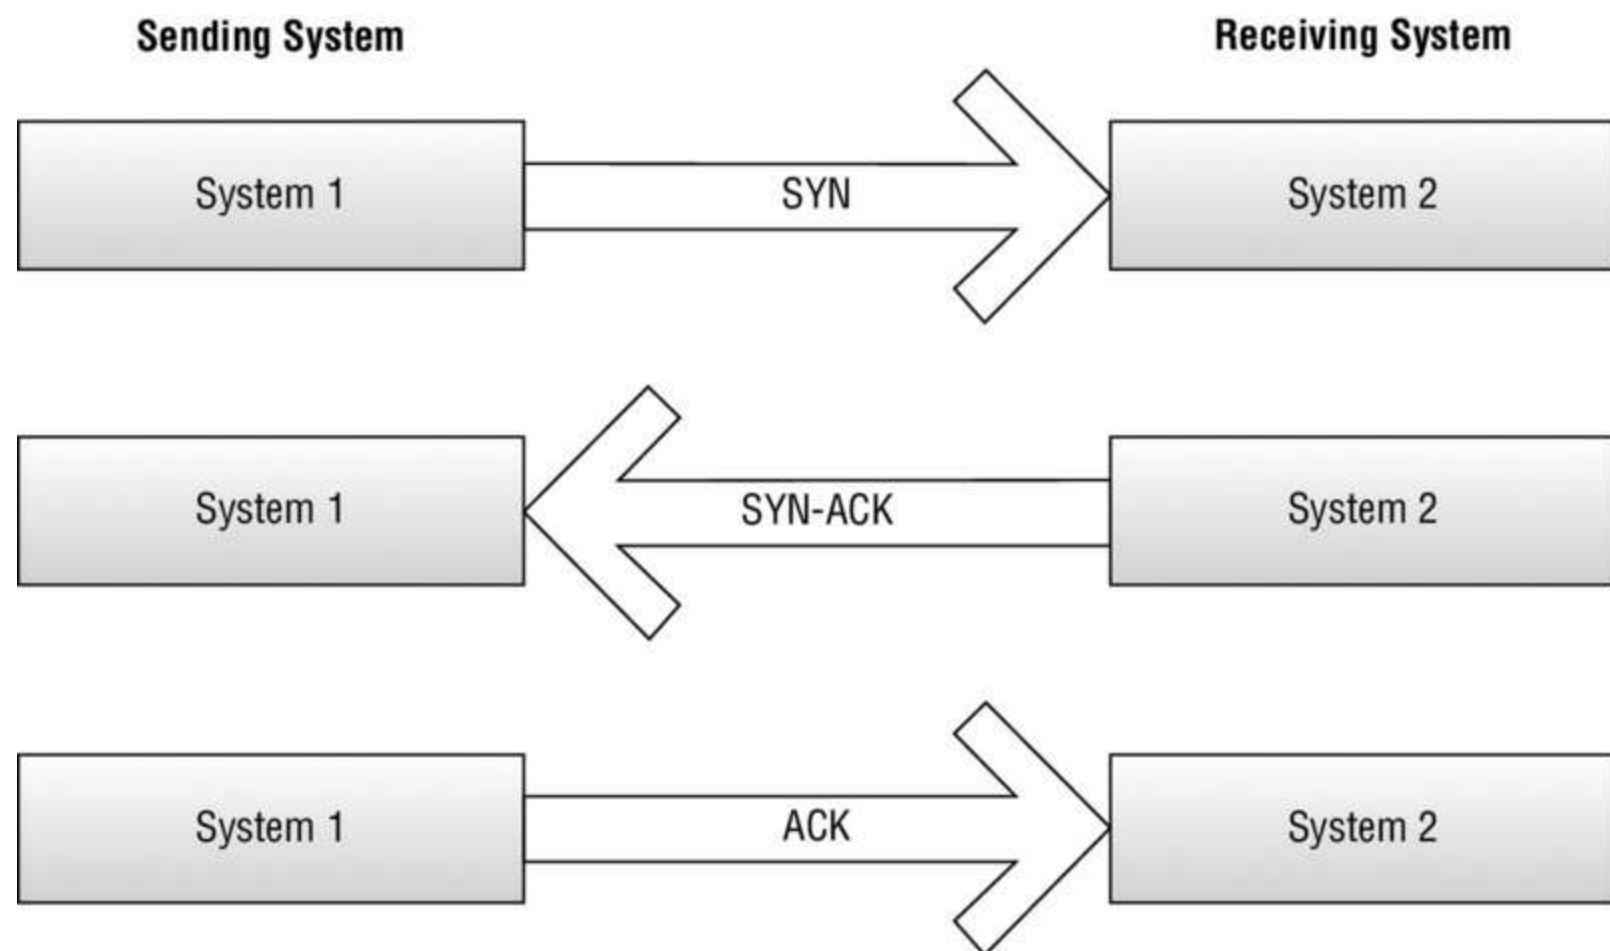 Sending System
Receiving System
System 1
SYN
System 2
System 1
SYN-ACK
System 2
System 1
ACK
System 2